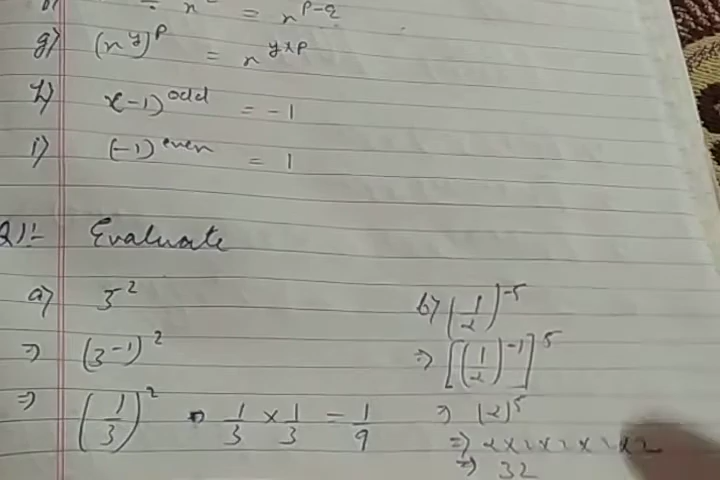 ÷ x = x^(p-q)
g) (x^y)^p = x^(y×p)
h) (-1)^odd = -1
i) (-1)^even = 1
Q1:- Evaluate
a) 3^-2
⇒ (3^-1)^2
⇒ (1/3)^2 ⇒ 1/3 × 1/3 = 1/9
b) (1/2)^-5
⇒ [(1/2)^-1]^5
⇒ (2)^5
⇒ 2×2×2×2×2
⇒ 32